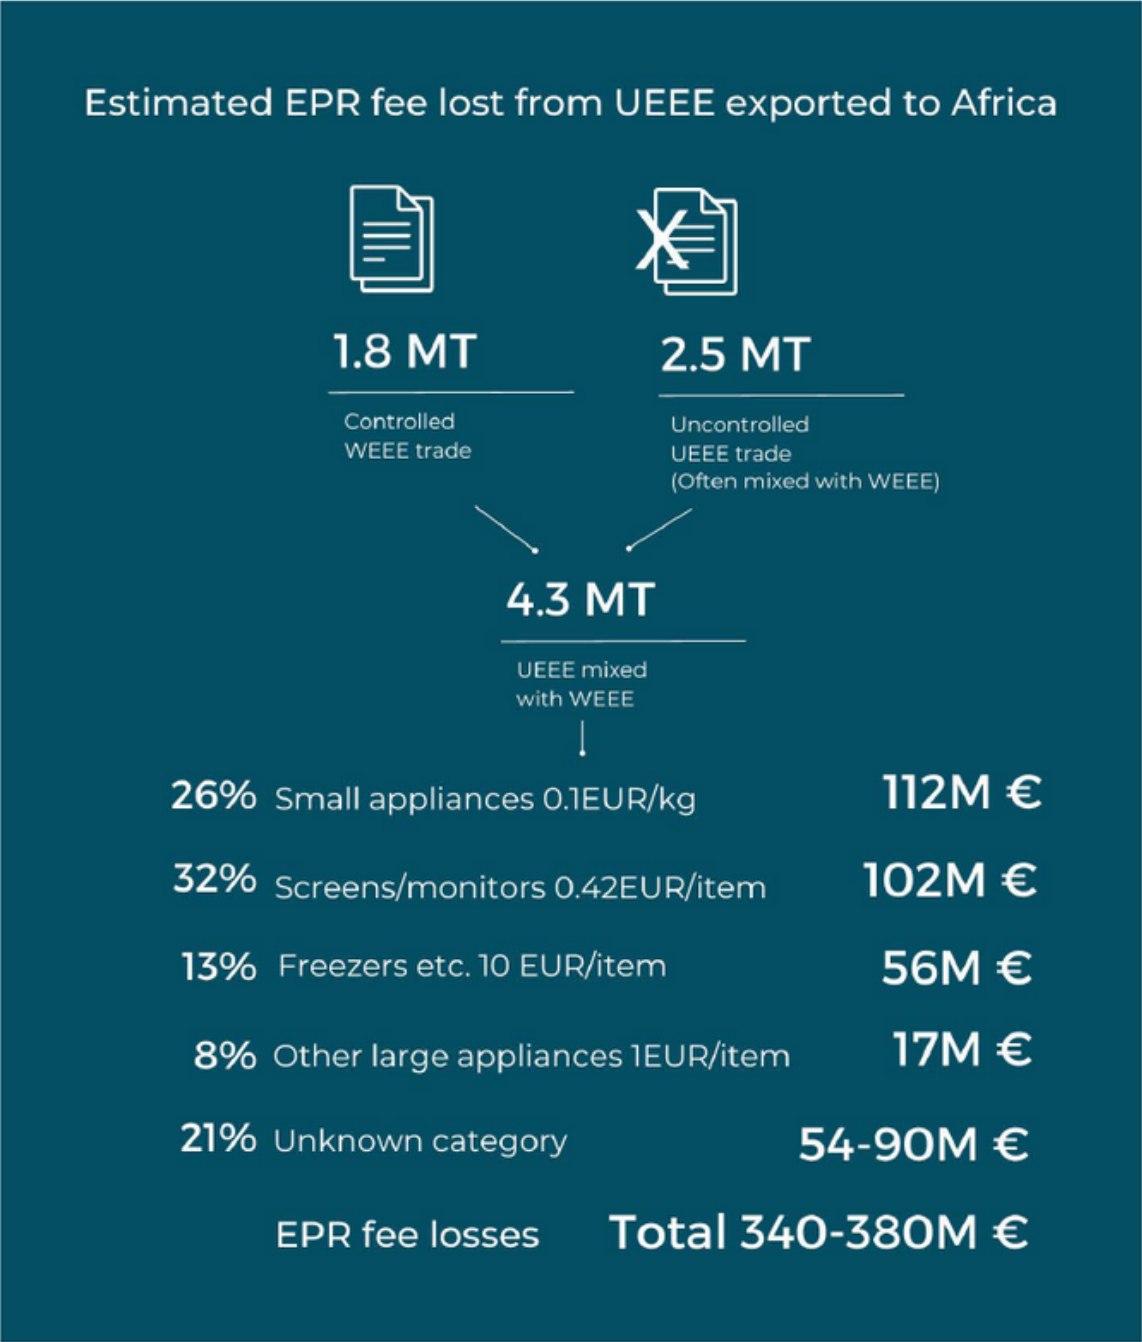 Estimated EPR fee lost from UEEE exported to Africa
X
1.8 MT
Controlled
WEEE trade
2.5 MT
Uncontrolled
UEEE trade
(Often mixed with WEEE)
4.3 MT
UEEE mixed
with WEEE
26% Small appliances 0.1EUR/kg 112M €
32% Screens/monitors 0.42EUR/item 102M €
13% Freezers etc. 10 EUR/item 56M €
8% Other large appliances 1EUR/item 17M €
21% Unknown category 54-90M €
EPR fee losses Total 340-380M €